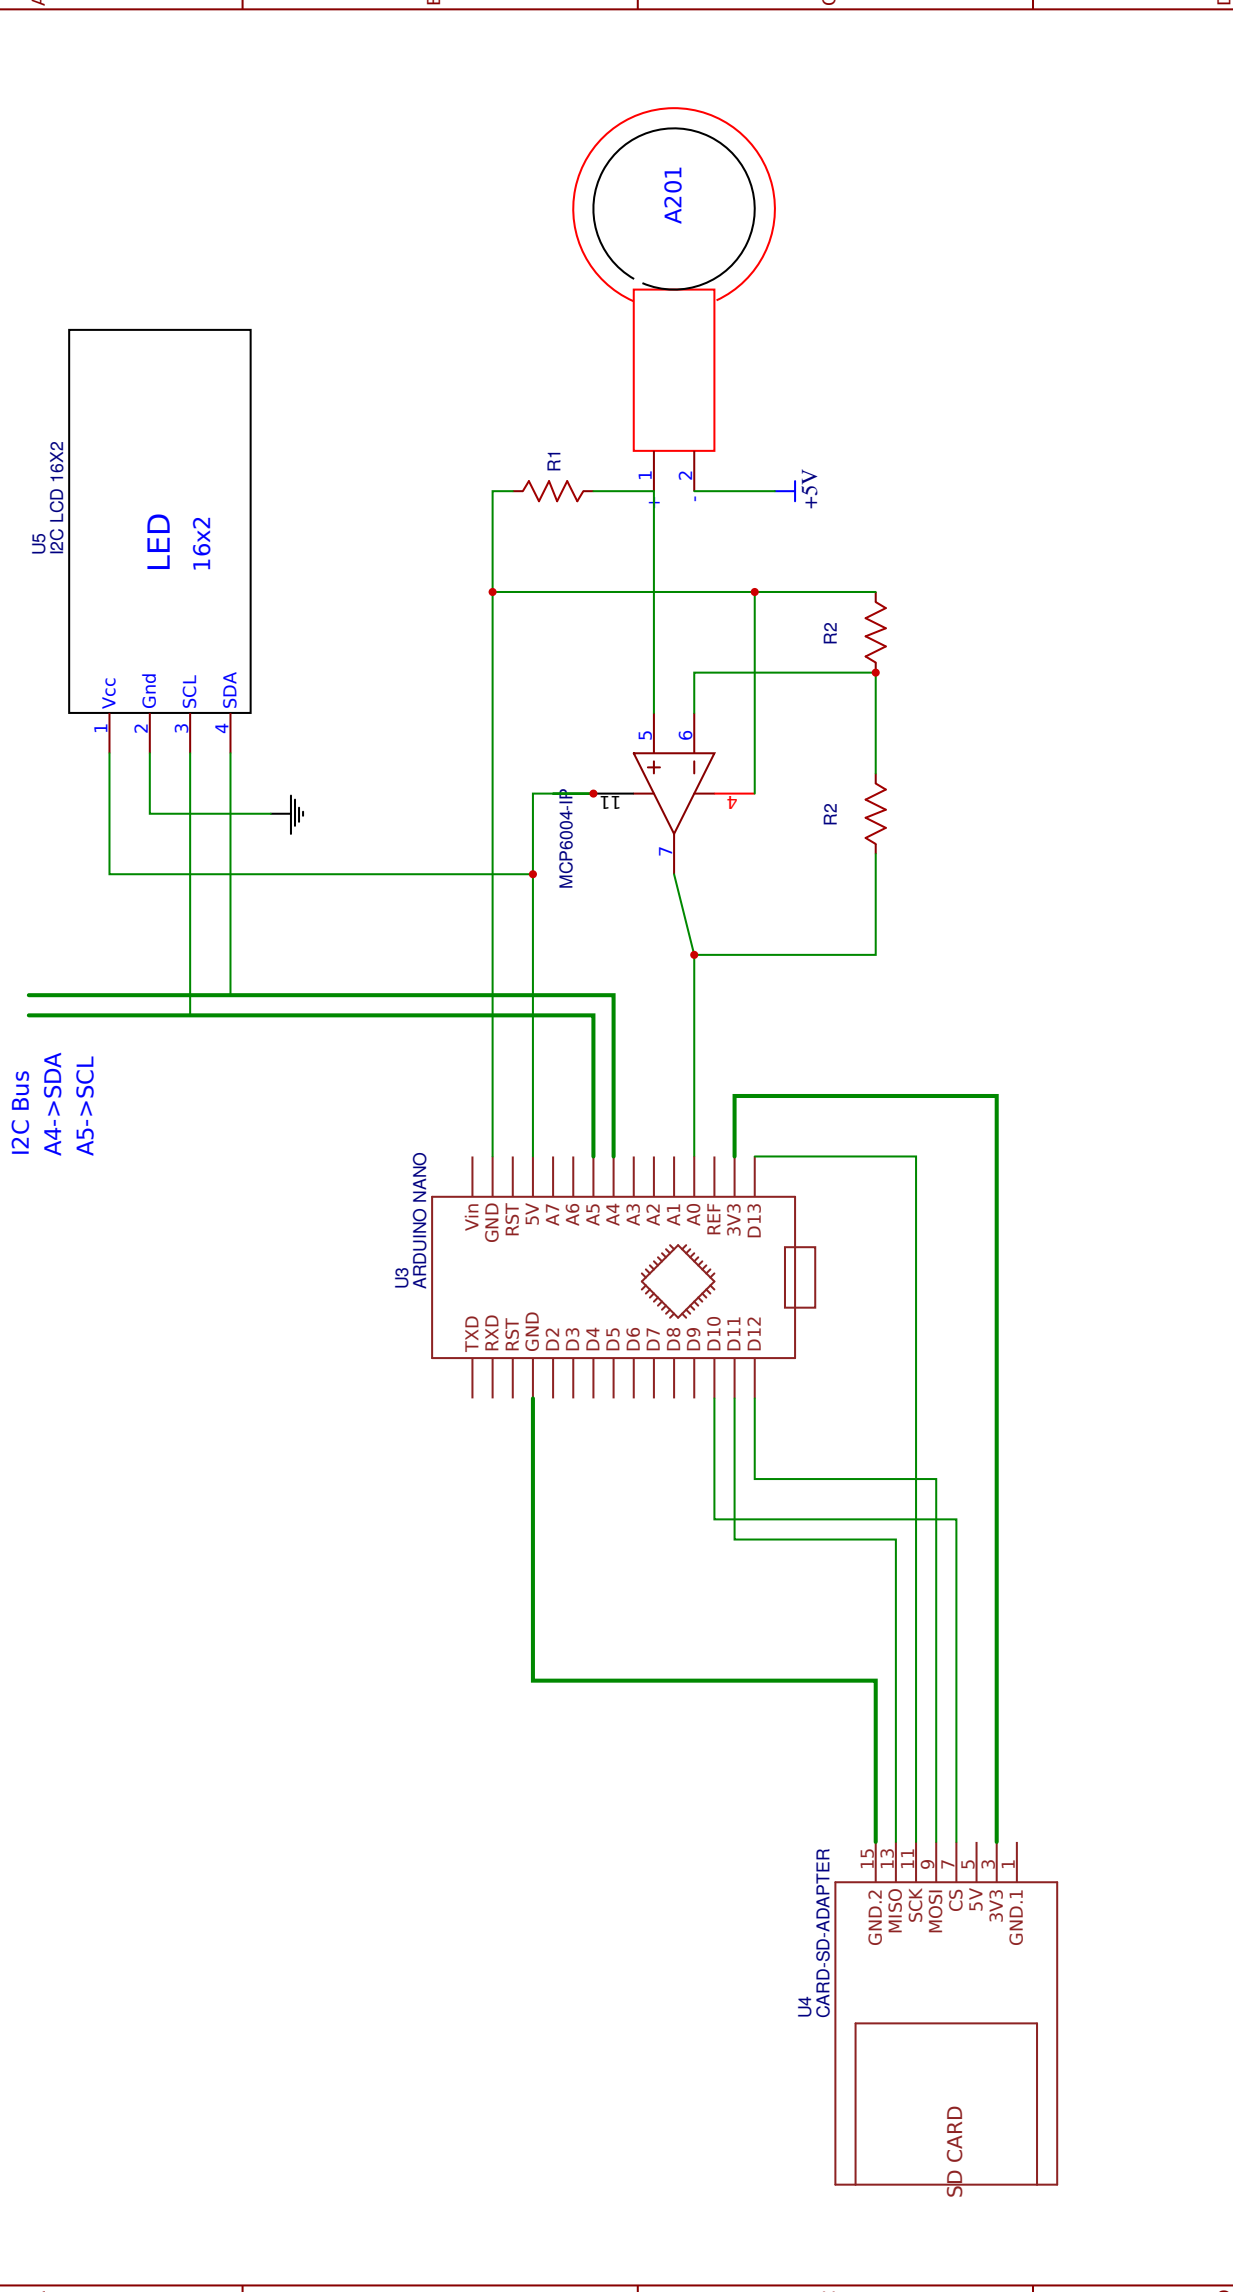 A201
U5
I2C LCD 16X2
LED
16x2
Vcc
Gnd
SCL
SDA
1
2
3
4
R1
1
2
+
-
+5V
R2
5
6
+
-
11
4
7
MCP6004-IP
R2
I2C Bus
A4->SDA
A5->SCL
U3
ARDUINO NANO
Vin
GND
RST
5V
A7
A6
A5
A4
A3
A2
A1
A0
REF
3V3
D13
TXD
RXD
RST
GND
D2
D3
D4
D5
D6
D7
D8
D9
D10
D11
D12
U4
CARD-SD-ADAPTER
15
13
11
9
7
5
3
1
GND.2
MISO
SCK
MOSI
CS
5V
3V3
GND.1
SD CARD